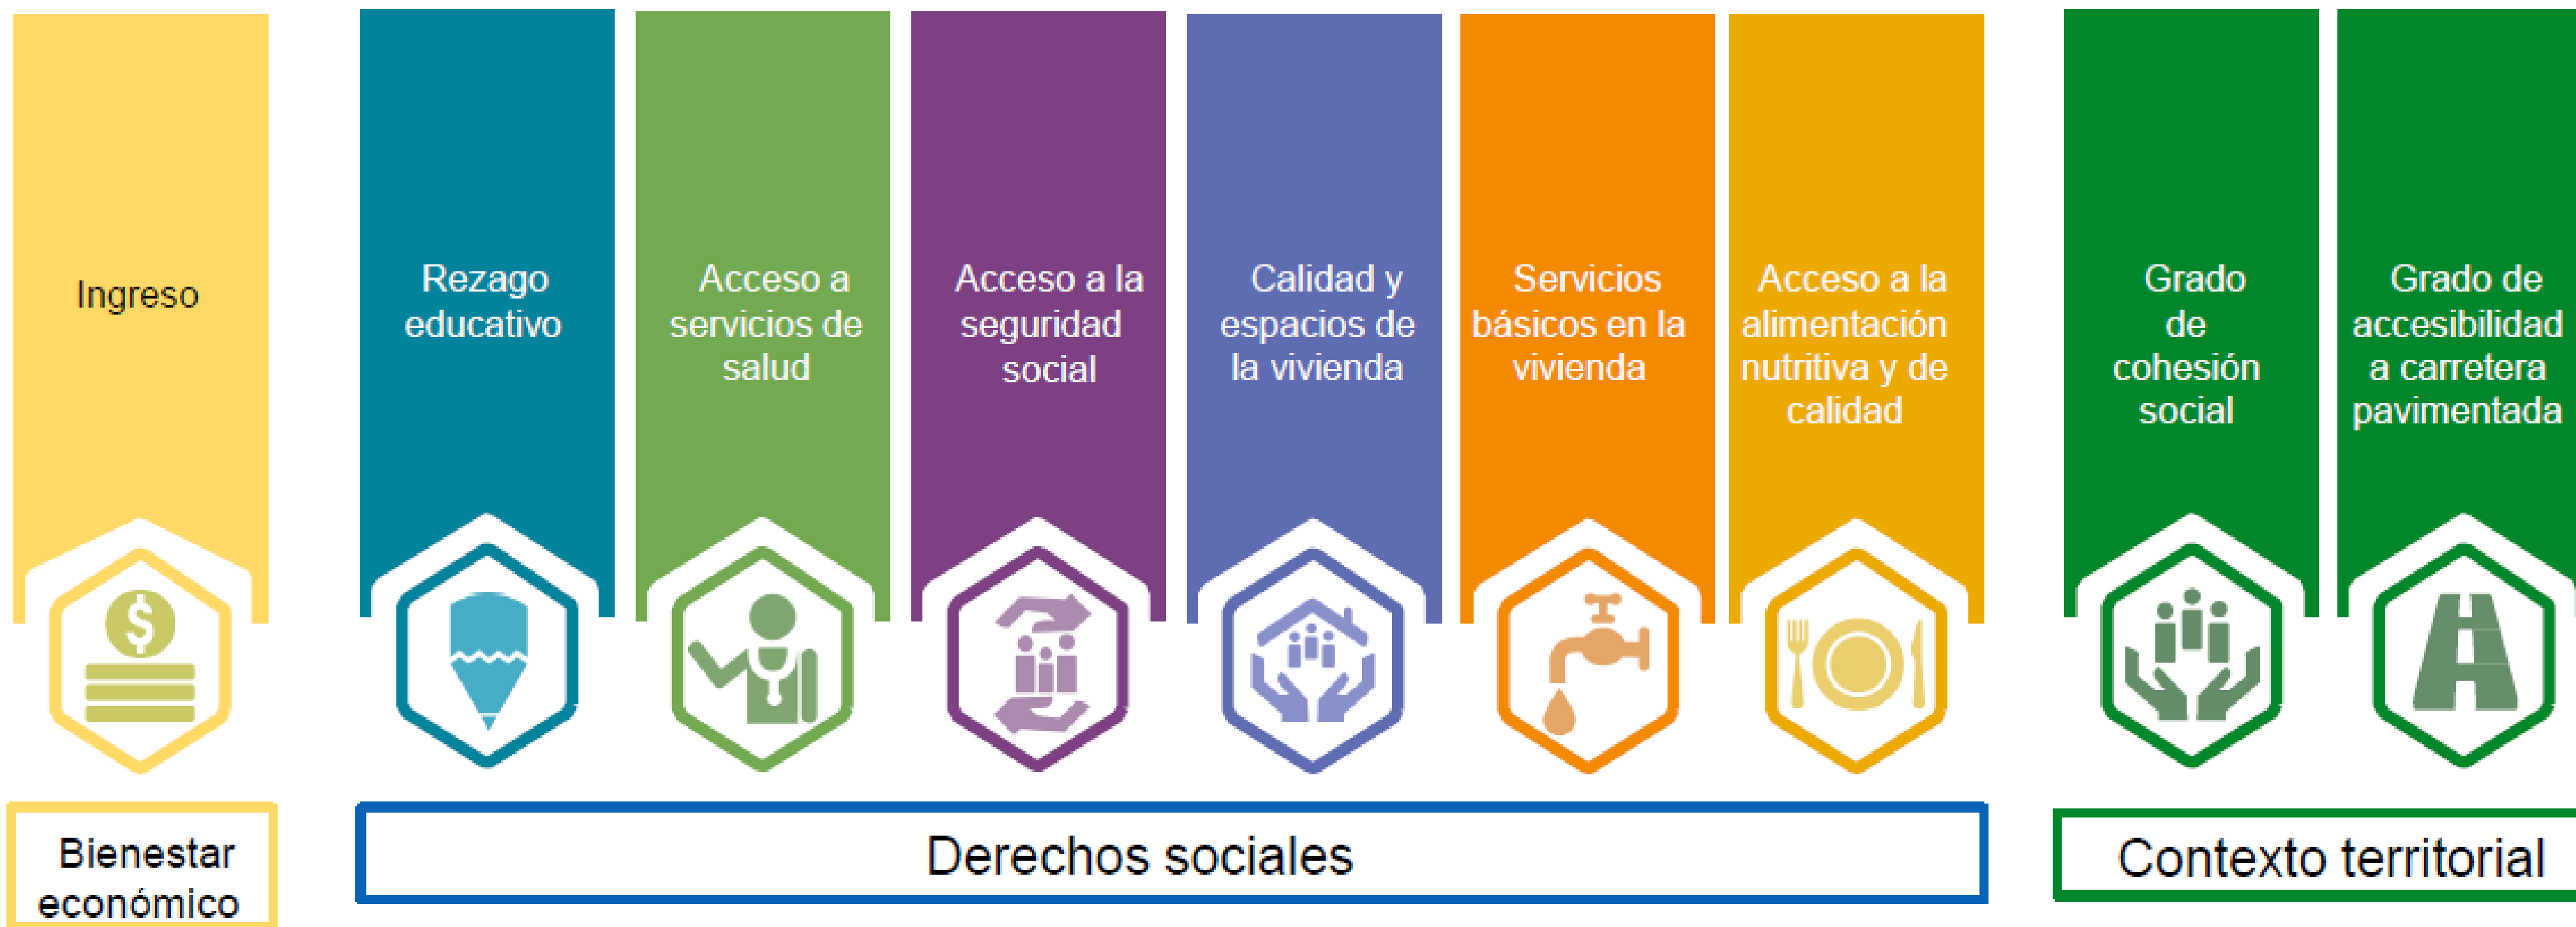 Ingreso
Rezago
educativo
Acceso a
servicios de
salud
Acceso a la
seguridad
social
Calidad y
espacios de
la vivienda
Servicios
básicos en la
vivienda
Acceso a la
alimentación
nutritiva y de
calidad
Grado
de
cohesión
social
Grado de
accesibilidad
a carretera
pavimentada
$
Bienestar
económico
Derechos sociales
Contexto territorial